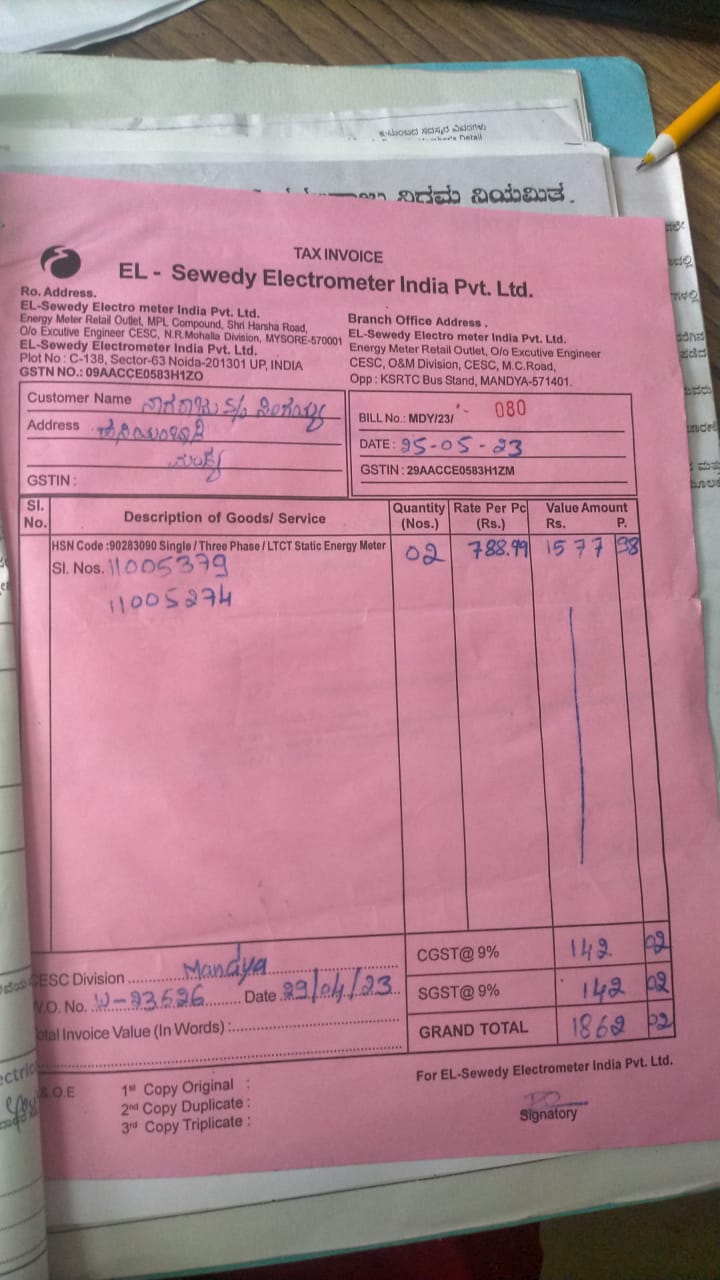 ಕುಟುಂಬದ ಸದಸ್ಯರ ವಿವರಗಳು
ನಿಗಮ ನಿಯಮಿತ.
TAX INVOICE
EL - Sewedy Electrometer India Pvt. Ltd.
Ro. Address.
EL-Sewedy Electro meter India Pvt. Ltd.
Energy Meter Retail Outlet, MPL Compound, Shri Harsha Road,
O/o Excutive Engineer CESC, N.R.Mohalla Division, MYSORE-570001
EL-Sewedy Electrometer India Pvt. Ltd.
Plot No : C-138, Sector-63 Noida-201301 UP, INDIA
GSTN NO.: 09AACCE0583H1ZO
Branch Office Address .
EL-Sewedy Electro meter India Pvt. Ltd.
Energy Meter Retail Outlet, O/o Excutive Engineer
CESC, O&M Division, CESC, M.C.Road,
Opp : KSRTC Bus Stand, MANDYA-571401.
Customer Name ನಾಗರಾಜು S/o
Address
ಮಂಡ್ಯ
GSTIN :
BILL No.: MDY/23/ 080
DATE : 25-05-23
GSTIN : 29AACCE0583H1ZM
Sl. No. Description of Goods/ Service Quantity (Nos.) Rate Per Pc (Rs.) Value Amount Rs. P.
HSN Code :90283090 Single / Three Phase / LTCT Static Energy Meter 02 788.99 1577 98
Sl. Nos. 11005379
11005274
CESC Division Mandya
W-23526 Date 29/04/23
Total Invoice Value (In Words) :
CGST@ 9% 142 02
SGST@ 9% 142 02
GRAND TOTAL 1862 02
For EL-Sewedy Electrometer India Pvt. Ltd.
1st Copy Original :
2nd Copy Duplicate :
3rd Copy Triplicate :
Signatory